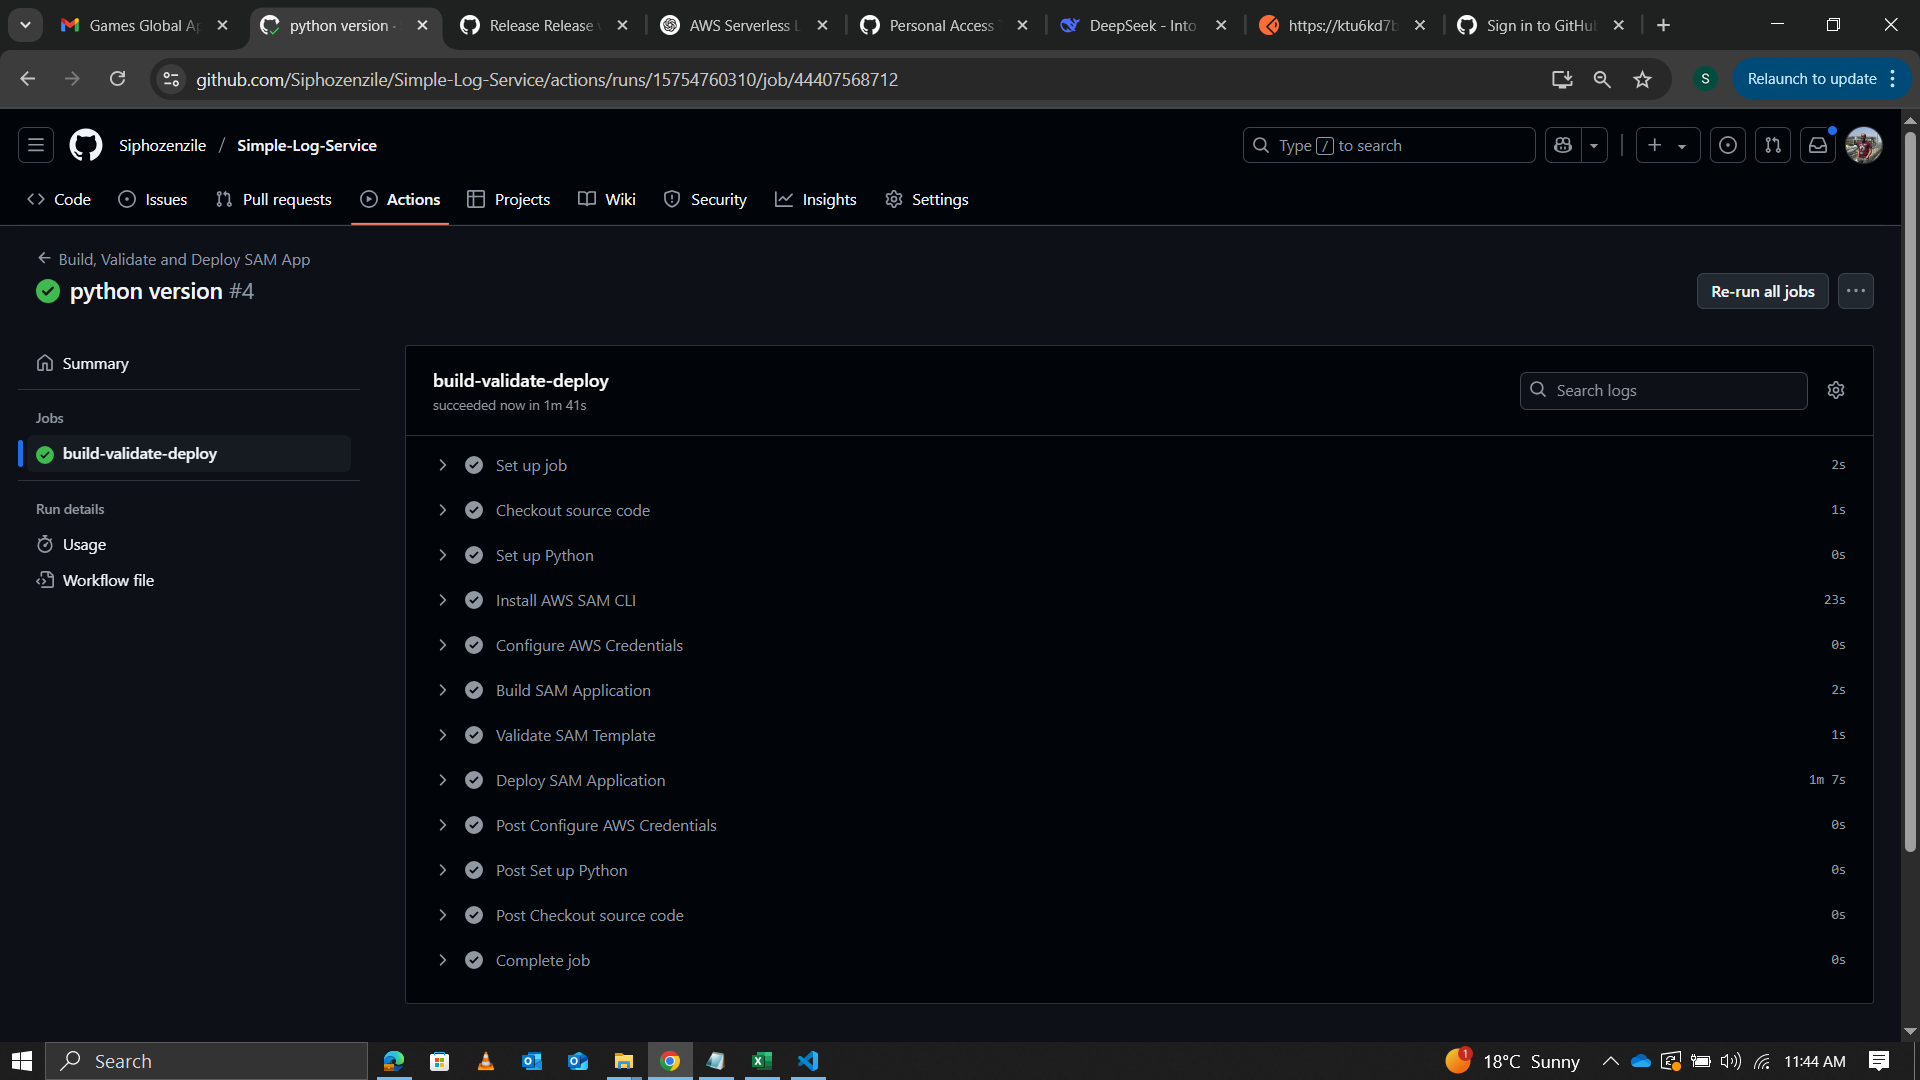 Games Global Ap
python version ·
Release Release v
AWS Serverless L
Personal Access T
DeepSeek - Into
https://ktu6kd7b
Sign in to GitHub
github.com/Siphozenzile/Simple-Log-Service/actions/runs/15754760310/job/44407568712
S
Relaunch to update
Siphozenzile / Simple-Log-Service
Type / to search
Code
Issues
Pull requests
Actions
Projects
Wiki
Security
Insights
Settings
Build, Validate and Deploy SAM App
python version #4
Re-run all jobs
Summary
Jobs
build-validate-deploy
Run details
Usage
Workflow file
build-validate-deploy
succeeded now in 1m 41s
Search logs
Set up job 2s
Checkout source code 1s
Set up Python 0s
Install AWS SAM CLI 23s
Configure AWS Credentials 0s
Build SAM Application 2s
Validate SAM Template 1s
Deploy SAM Application 1m 7s
Post Configure AWS Credentials 0s
Post Set up Python 0s
Post Checkout source code 0s
Complete job 0s
Search
1
18°C Sunny
11:44 AM